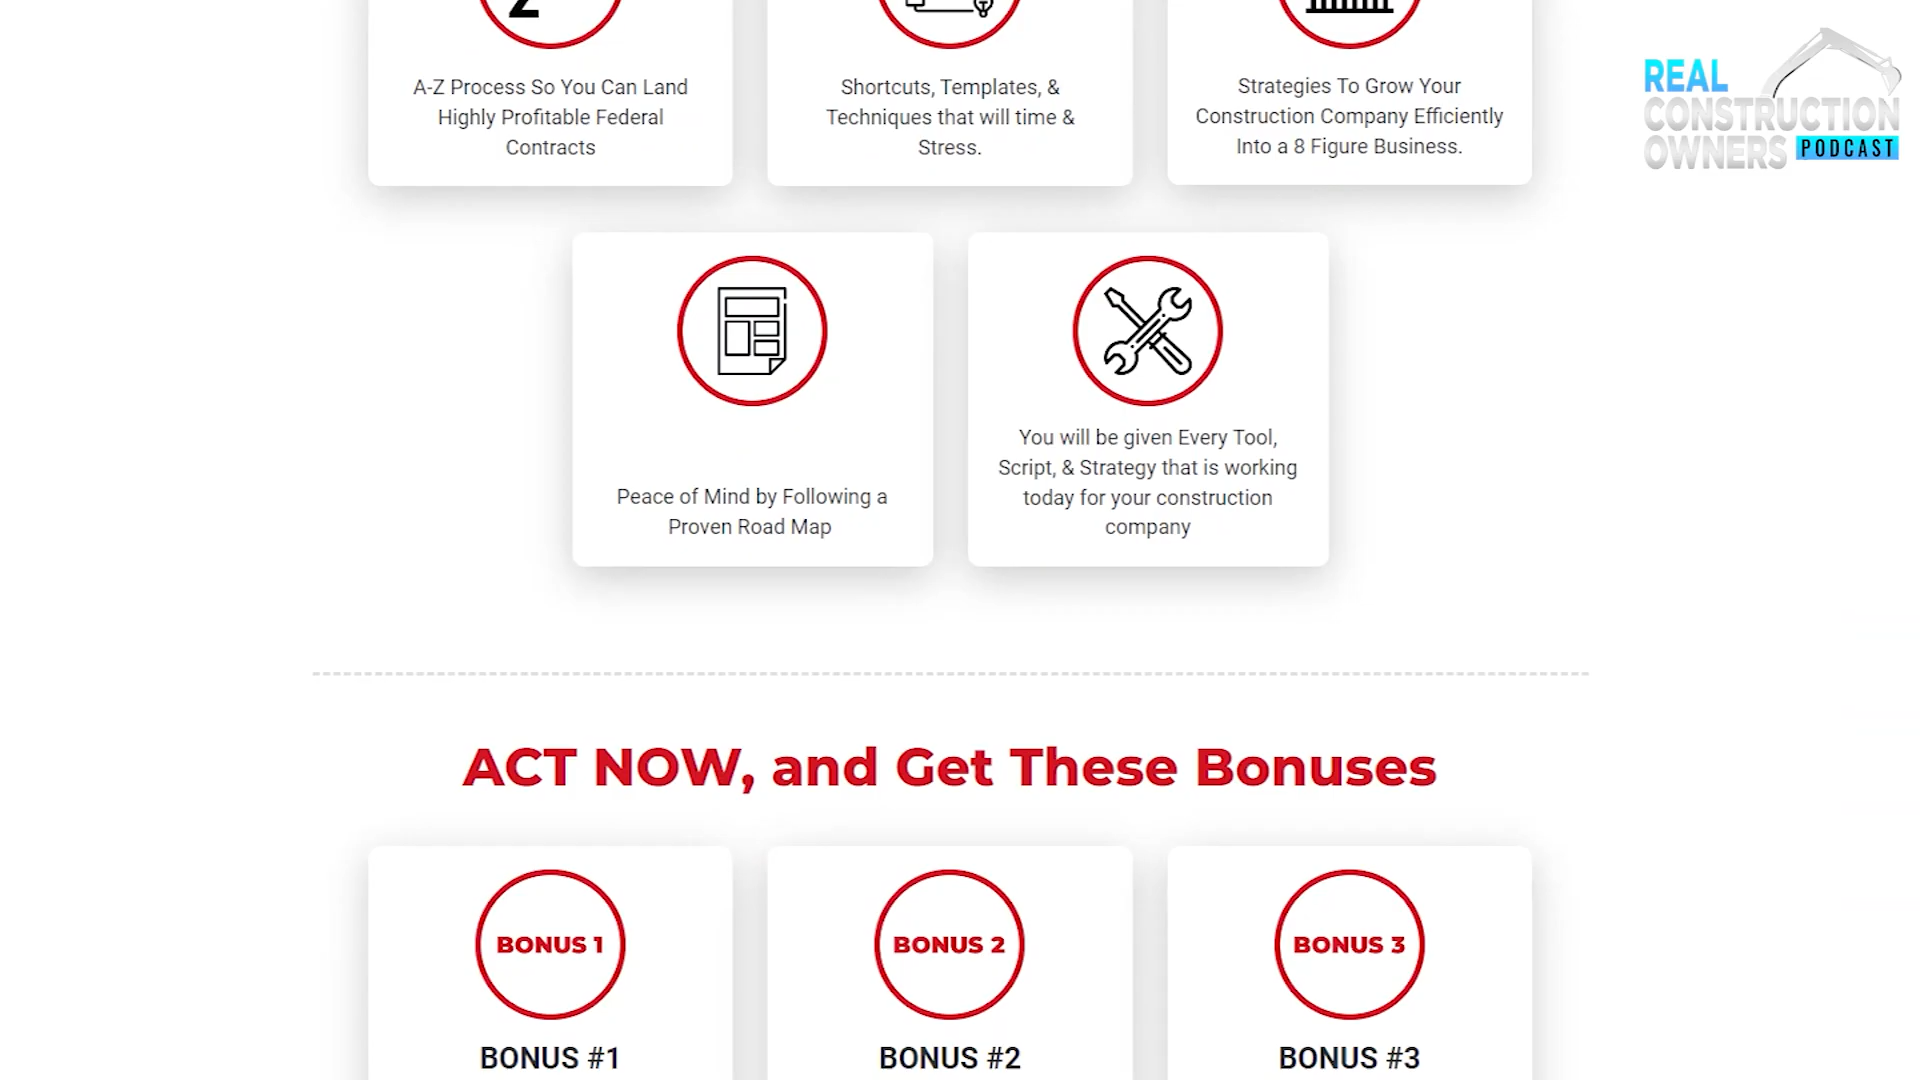 Z
A-Z Process So You Can Land
Highly Profitable Federal
Contracts
Shortcuts, Templates, &
Techniques that will time &
Stress.
Strategies To Grow Your
Construction Company Efficiently
Into a 8 Figure Business.
REAL
CONSTRUCTION
OWNERS PODCAST
Peace of Mind by Following a
Proven Road Map
You will be given Every Tool,
Script, & Strategy that is working
today for your construction
company
ACT NOW, and Get These Bonuses
BONUS 1
BONUS #1
BONUS 2
BONUS #2
BONUS 3
BONUS #3